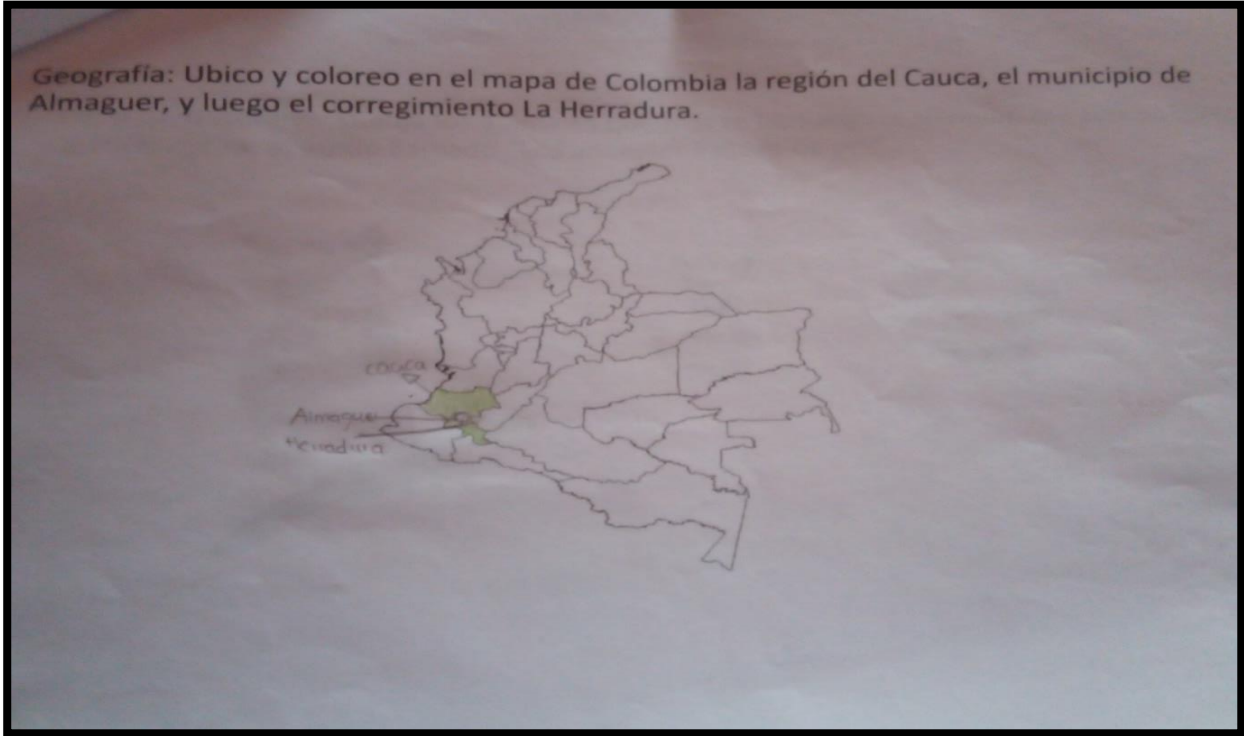 Geografía: Ubico y coloreo en el mapa de Colombia la región del Cauca, el municipio de
Almaguer, y luego el corregimiento La Herradura.
cauca
Almaguer
Herradura